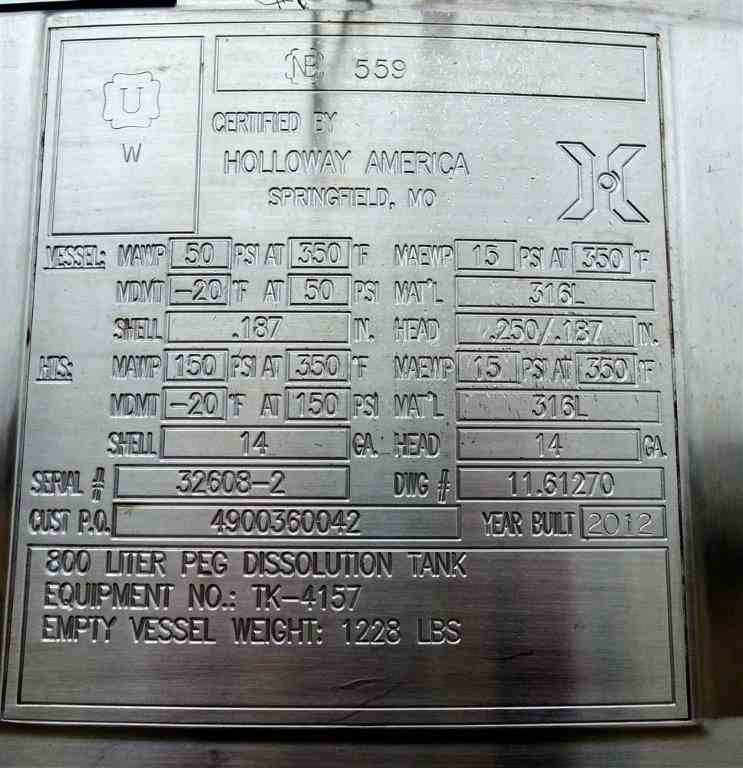 NB 559
U
W
CERTIFIED BY
HOLLOWAY AMERICA
SPRINGFIELD, MO
H
VESSEL: MAWP 50 PSI AT 350 °F MAEWP 15 PSI AT 350 °F
MDMT -20 °F AT 50 PSI MAT'L 316L
SHELL .187 IN. HEAD .250/.187 IN.
HTS: MAWP 150 PSI AT 350 °F MAEWP 15 PSI AT 350 °F
MDMT -20 °F AT 150 PSI MAT'L 316L
SHELL 14 GA. HEAD 14 GA.
SERIAL # 32608-2 DWG # 11.61270
CUST P.O. 4900360042 YEAR BUILT 2012
800 LITER PEG DISSOLUTION TANK
EQUIPMENT NO.: TK-4157
EMPTY VESSEL WEIGHT: 1228 LBS